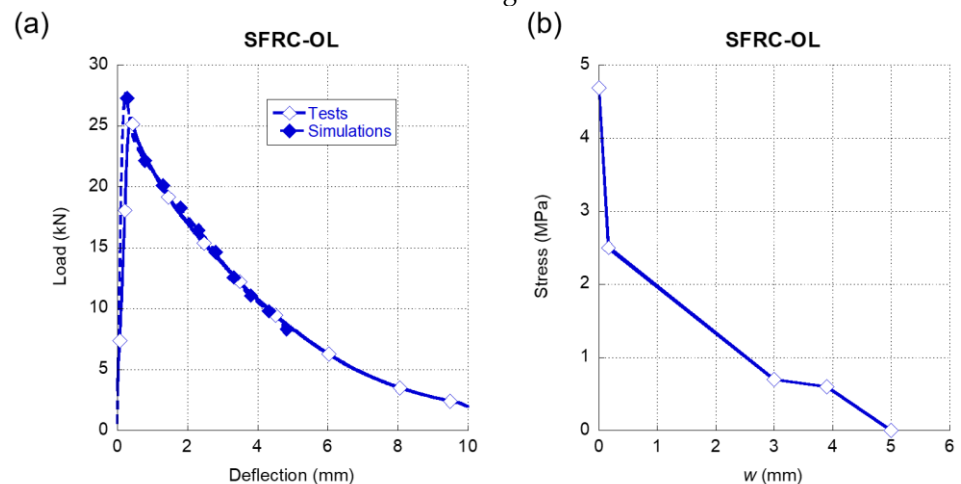 (a)
SFRC-OL
30
25
20
15
10
5
0
Load (kN)
Tests
Simulations
0 2 4 6 8 10
Deflection (mm)
(b)
SFRC-OL
5
4
3
2
1
0
Stress (MPa)
0 1 2 3 4 5 6
w (mm)